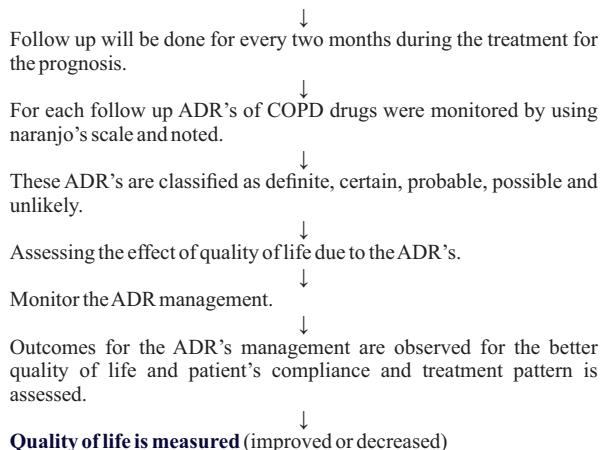 ↓
Follow up will be done for every two months during the treatment for
the prognosis.
↓
For each follow up ADR's of COPD drugs were monitored by using
naranjo's scale and noted.
↓
These ADR's are classified as definite, certain, probable, possible and
unlikely.
↓
Assessing the effect of quality of life due to the ADR's.
↓
Monitor the ADR management.
↓
Outcomes for the ADR's management are observed for the better
quality of life and patient's compliance and treatment pattern is
assessed.
↓
Quality of life is measured (improved or decreased)